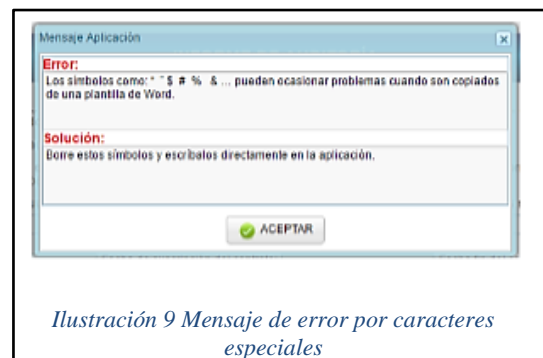 Mensaje Aplicación
Error:
Los símbolos como: " ¨ $ # % & ... pueden ocasionar problemas cuando son copiados
de una plantilla de Word.
Solución:
Borre estos símbolos y escríbalos directamente en la aplicación.
ACEPTAR
Ilustración 9 Mensaje de error por caracteres
especiales